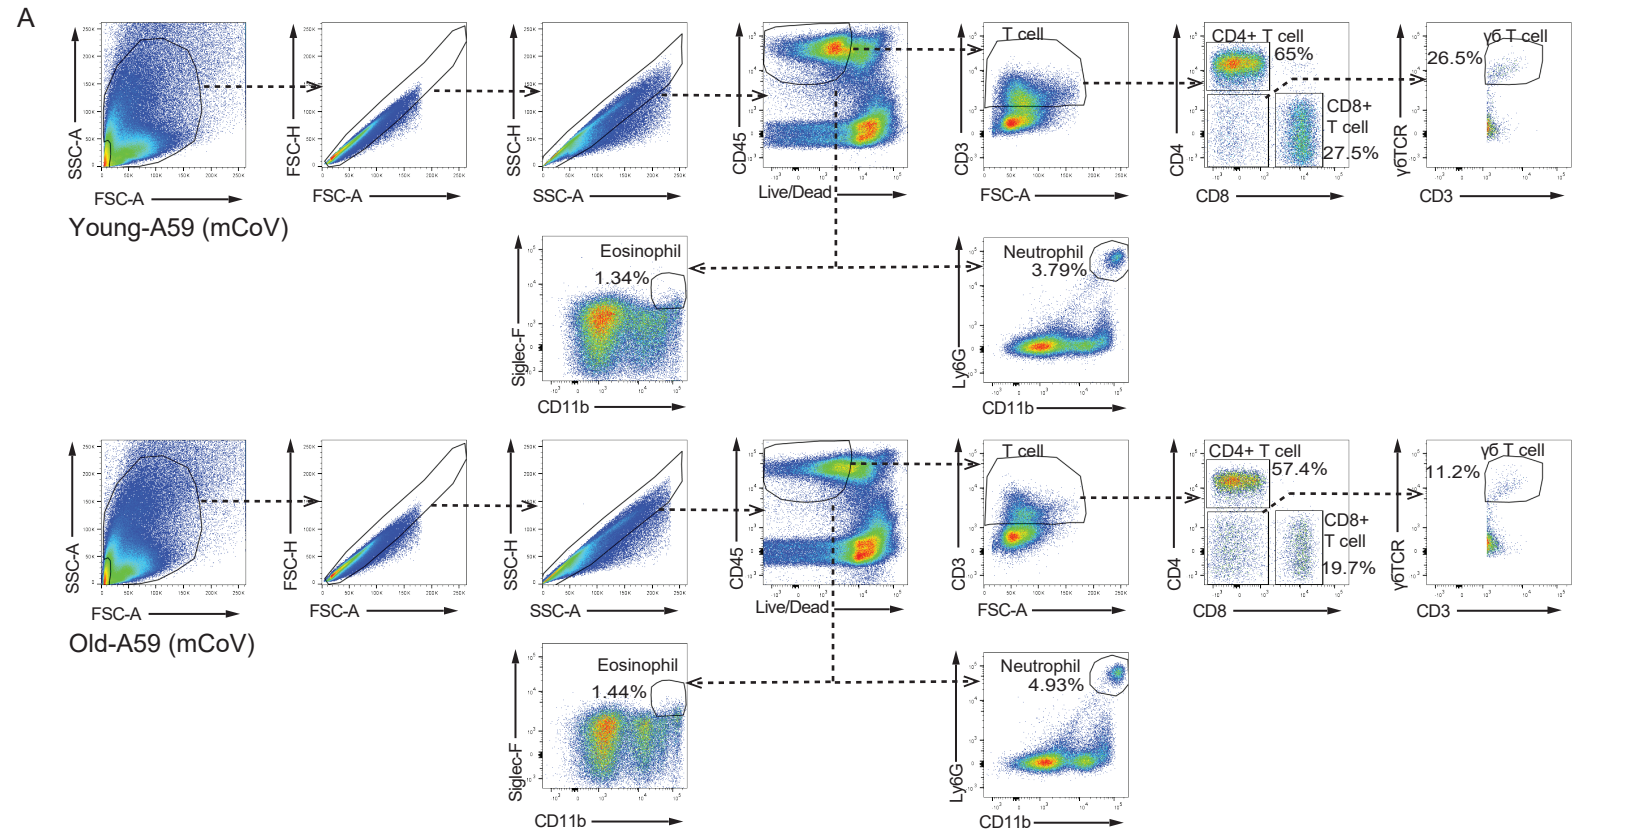 A
SSC-A
FSC-A
FSC-H
FSC-A
SSC-H
SSC-A
CD45
Live/Dead
CD3
T cell
FSC-A
CD4
CD4+ T cell
65%
CD8+
T cell
27.5%
CD8
γδTCR
γδ T cell
26.5%
CD3
Young-A59 (mCoV)
Siglec-F
Eosinophil
1.34%
CD11b
Ly6G
Neutrophil
3.79%
CD11b
SSC-A
FSC-A
FSC-H
FSC-A
SSC-H
SSC-A
CD45
Live/Dead
CD3
T cell
FSC-A
CD4
CD4+ T cell
57.4%
CD8+
T cell
19.7%
CD8
γδTCR
γδ T cell
11.2%
CD3
Old-A59 (mCoV)
Siglec-F
Eosinophil
1.44%
CD11b
Ly6G
Neutrophil
4.93%
CD11b